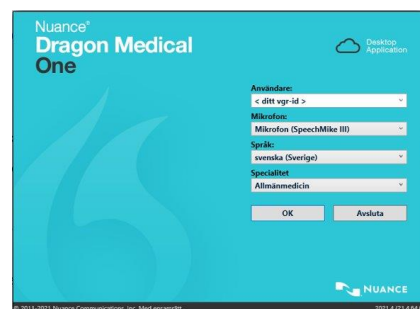 Nuance®
Dragon Medical
One
Desktop
Application
Användare:
< ditt vgr-id >
Mikrofon:
Mikrofon (SpeechMike III)
Språk:
svenska (Sverige)
Specialitet
Allmänmedicin
OK
Avsluta
NUANCE
© 2011-2021 Nuance Communications, Inc. Med ensamrätt